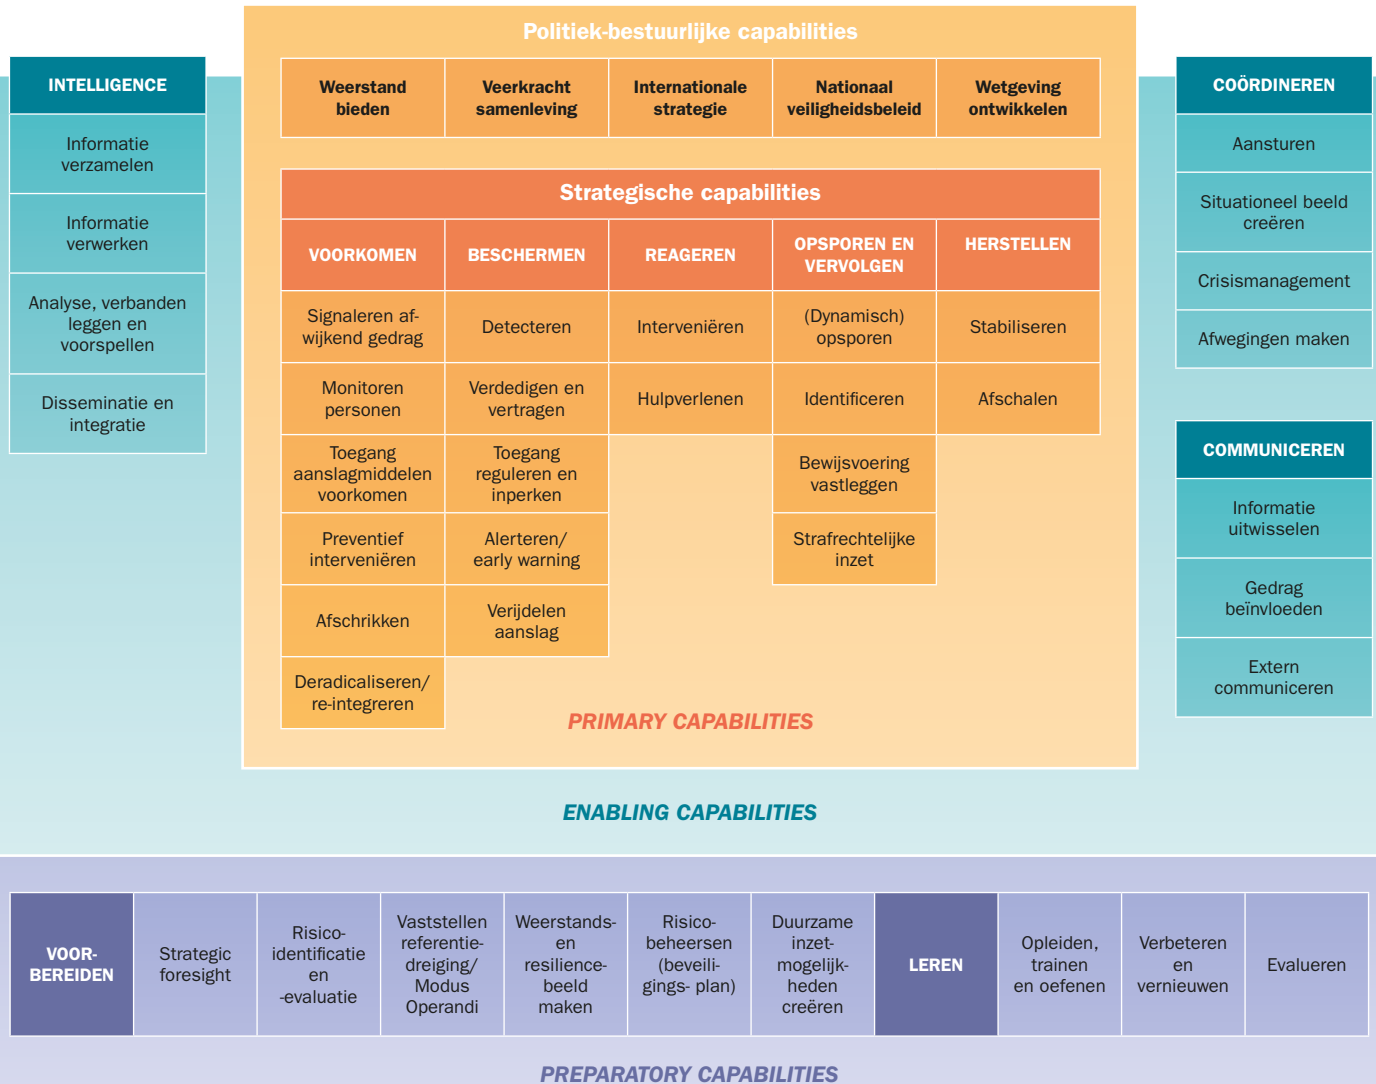 Politiek-bestuurlijke capabilities
Weerstand
bieden
Veerkracht
samenleving
Internationale
strategie
Nationaal
veiligheidsbeleid
Wetgeving
ontwikkelen
INTELLIGENCE
Informatie
verzamelen
Informatie
verwerken
Analyse, verbanden
leggen en
voorspellen
Disseminatie en
integratie
Strategische capabilities
VOORKOMEN
Signaleren af-
wijkend gedrag
Monitoren
personen
Toegang
aanslagmiddelen
voorkomen
Preventief
interveniëren
Afschrikken
Deradicaliseren/
re-integreren
BESCHERMEN
Detecteren
Verdedigen en
vertragen
Toegang
reguleren en
inperken
Alerteren/
early warning
Verijdelen
aanslag
REAGEREN
Interveniëren
Hulpverlenen
OPSPOREN EN
VERVOLGEN
(Dynamisch)
opsporen
Identificeren
Bewijsvoering
vastleggen
Strafrechtelijke
inzet
HERSTELLEN
Stabiliseren
Afschalen
PRIMARY CAPABILITIES
COÖRDINEREN
Aansturen
Situationeel beeld
creëren
Crisismanagement
Afwegingen maken
COMMUNICEREN
Informatie
uitwisselen
Gedrag
beïnvloeden
Extern
communiceren
ENABLING CAPABILITIES
VOOR-
BEREIDEN
Strategic
foresight
Risico-
identificatie
en
-evaluatie
Vaststellen
referentie-
dreiging/
Modus
Operandi
Weerstands-
en
resilience-
beeld
maken
Risico-
beheersen
(beveili-
gings- plan)
Duurzame
inzet-
mogelijk-
heden
creëren
LEREN
Opleiden,
trainen
en oefenen
Verbeteren
en
vernieuwen
Evalueren
PREPARATORY CAPABILITIES